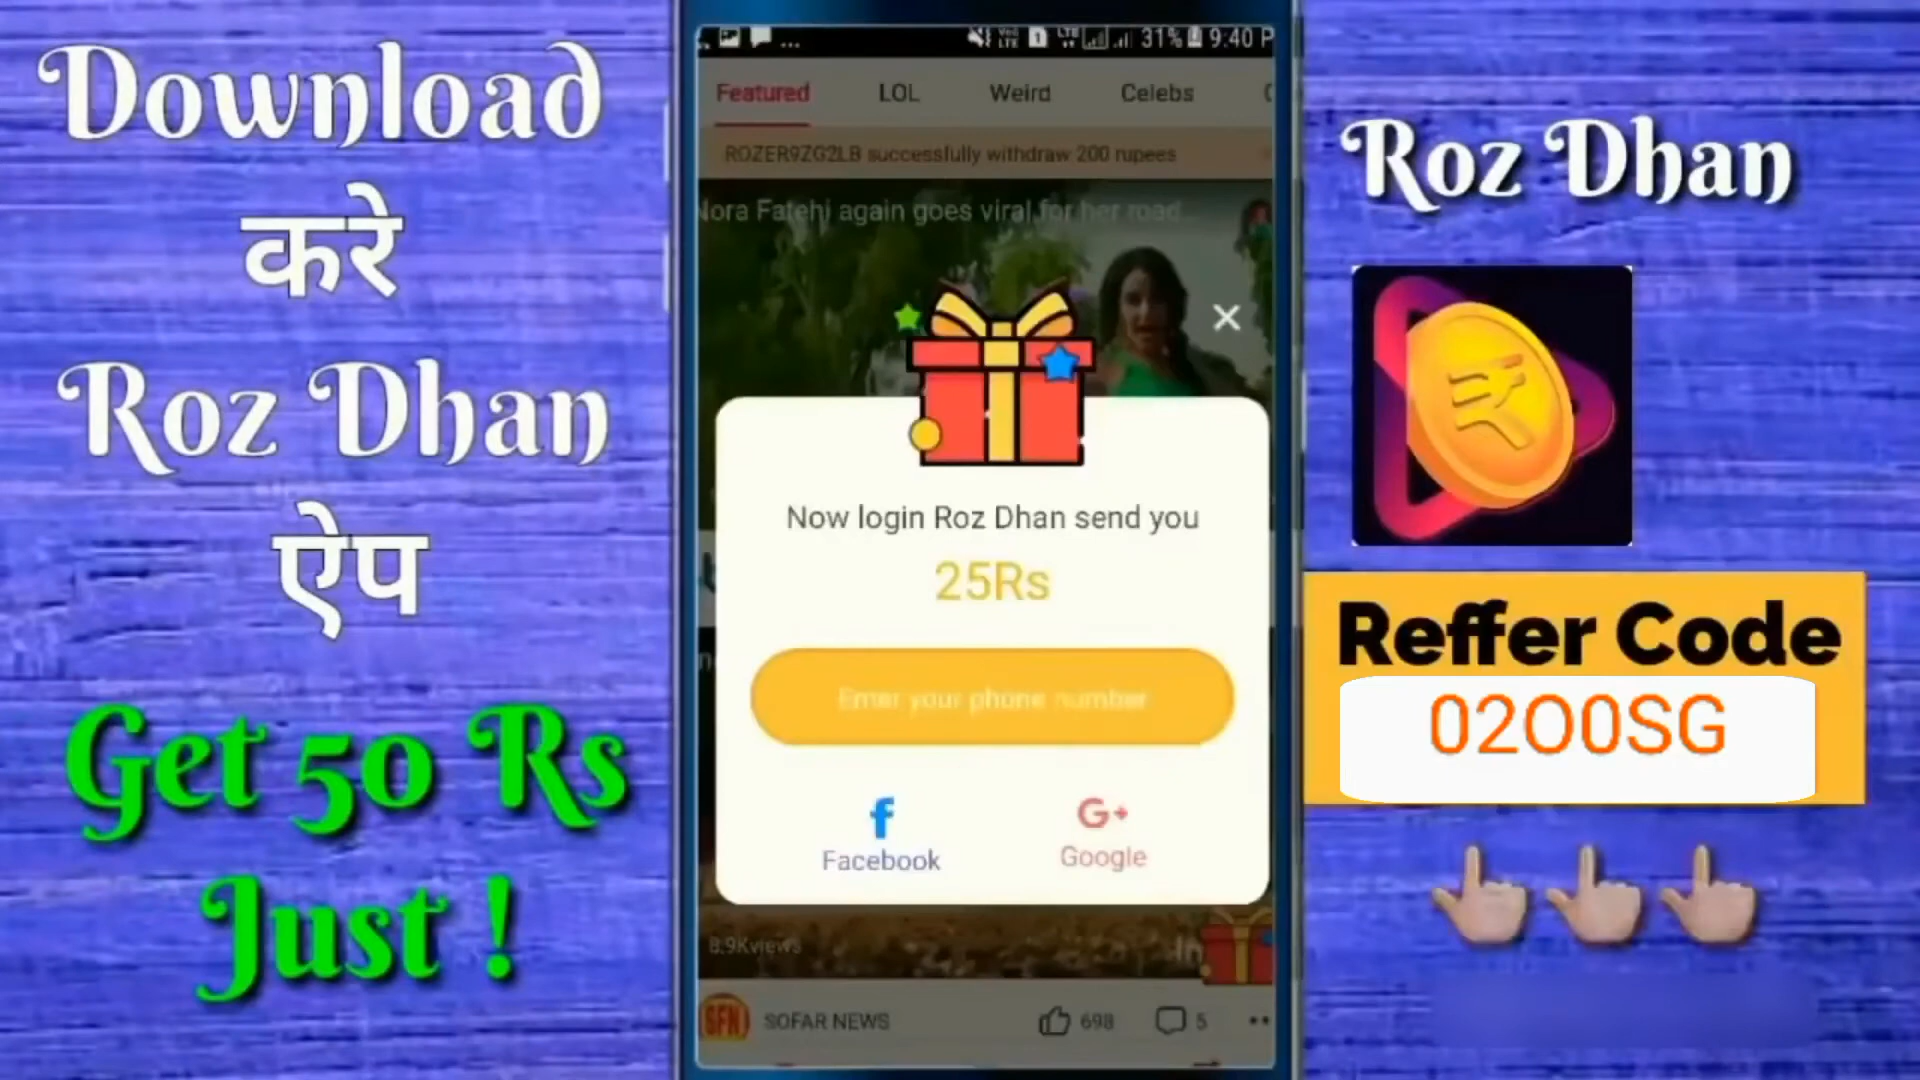 Download
करे
Roz Dhan
ऐप
Get 50 Rs
Just !
31% 9:40 P
Featured LOL Weird Celebs
ROZER9ZG2LB successfully withdraw 200 rupees
Nora Fatehi again goes viral for her road...
Now login Roz Dhan send you
25Rs
Enter your phone number
Facebook
G+
Google
8.9Kviews
SFN SOFAR NEWS 698 5
Roz Dhan
Reffer Code
02O0SG